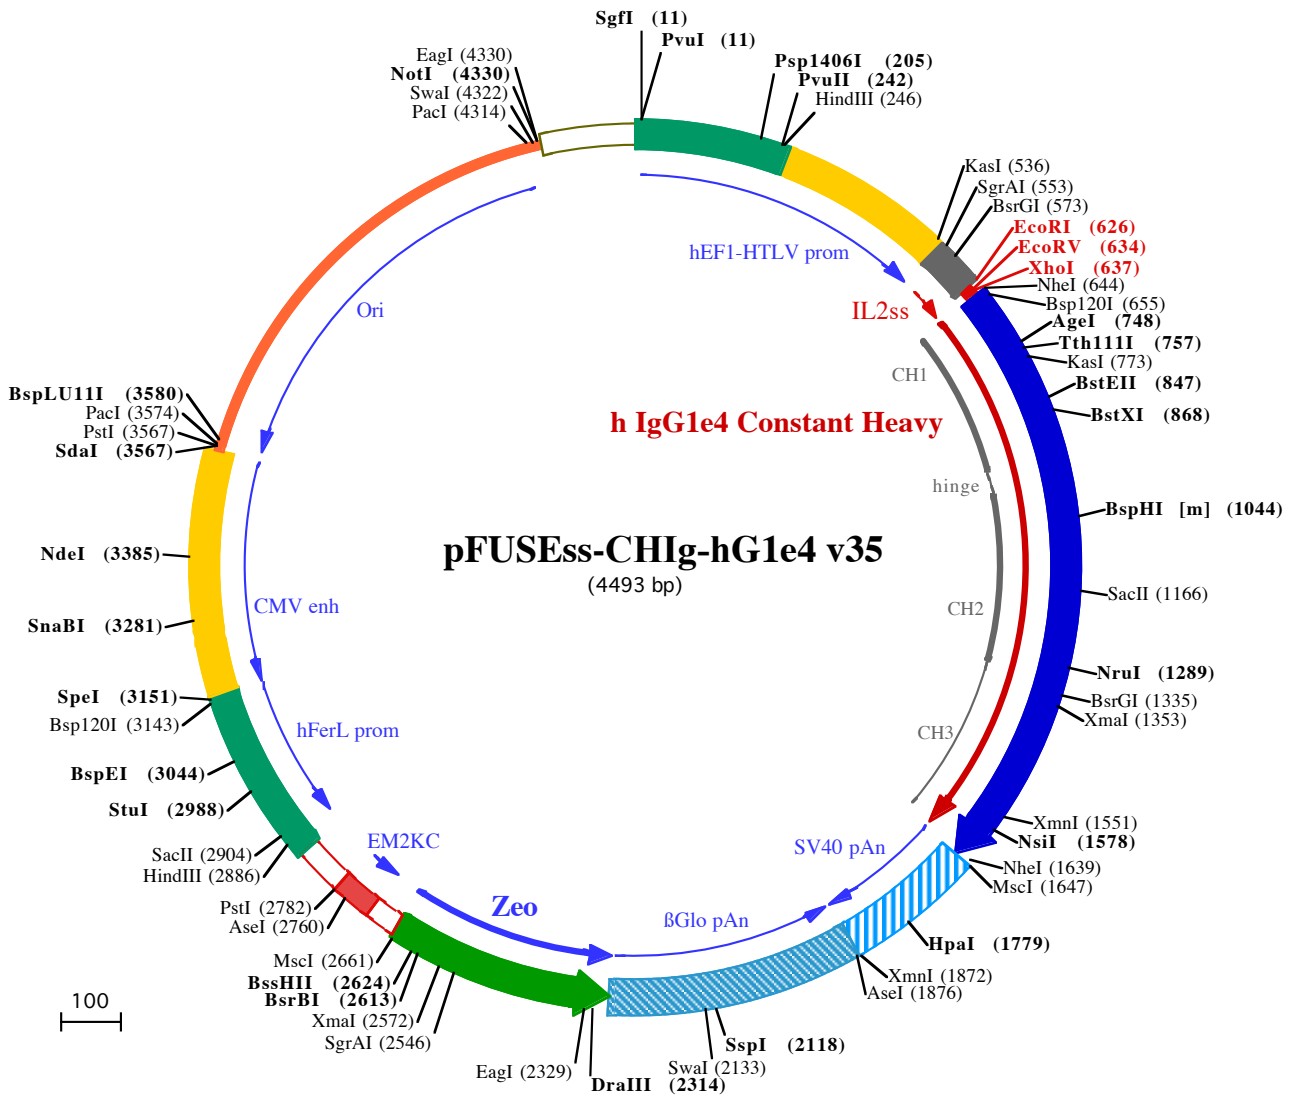 SgfI (11)
PvuI (11)
Psp1406I (205)
PvuII (242)
HindIII (246)
EagI (4330)
NotI (4330)
SwaI (4322)
PacI (4314)
KasI (536)
SgrAI (553)
BsrGI (573)
EcoRI (626)
EcoRV (634)
XhoI (637)
NheI (644)
Bsp120I (655)
AgeI (748)
Tth111I (757)
KasI (773)
BstEII (847)
BstXI (868)
BspHI [m] (1044)
SacII (1166)
NruI (1289)
BsrGI (1335)
XmaI (1353)
XmnI (1551)
NsiI (1578)
NheI (1639)
MscI (1647)
HpaI (1779)
XmnI (1872)
AseI (1876)
SspI (2118)
SwaI (2133)
DraIII (2314)
EagI (2329)
SgrAI (2546)
XmaI (2572)
BsrBI (2613)
BssHII (2624)
MscI (2661)
AseI (2760)
PstI (2782)
HindIII (2886)
SacII (2904)
StuI (2988)
BspEI (3044)
Bsp120I (3143)
SpeI (3151)
SnaBI (3281)
NdeI (3385)
SdaI (3567)
PstI (3567)
PacI (3574)
BspLU11I (3580)
hEF1-HTLV prom
IL2ss
CH1
h IgG1e4 Constant Heavy
hinge
CH2
CH3
SV40 pAn
ßGlo pAn
Zeo
EM2KC
hFerL prom
CMV enh
Ori
pFUSEss-CHIg-hG1e4 v35
(4493 bp)
100